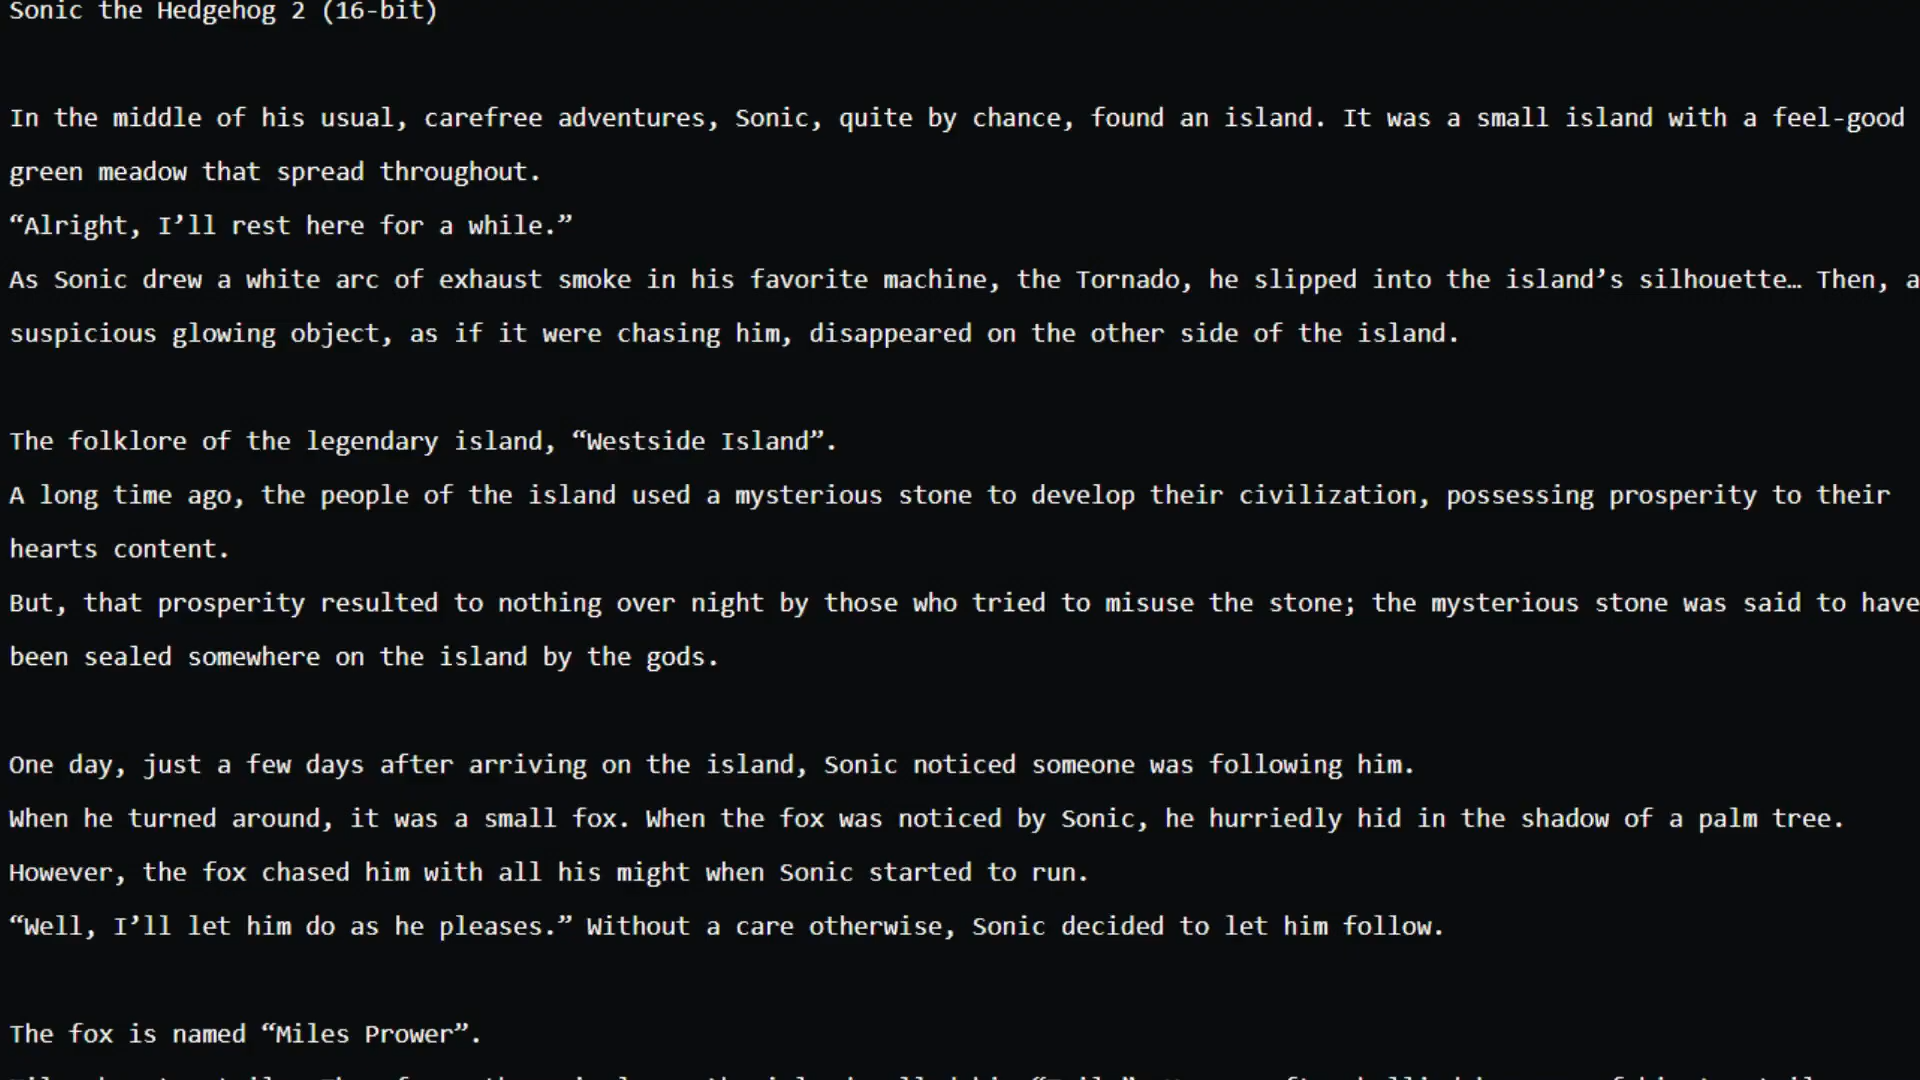 Sonic the Hedgehog 2 (16-bit)
In the middle of his usual, carefree adventures, Sonic, quite by chance, found an island. It was a small island with a feel-good
green meadow that spread throughout.
“Alright, I’ll rest here for a while.”
As Sonic drew a white arc of exhaust smoke in his favorite machine, the Tornado, he slipped into the island’s silhouette… Then, a
suspicious glowing object, as if it were chasing him, disappeared on the other side of the island.
The folklore of the legendary island, “Westside Island”.
A long time ago, the people of the island used a mysterious stone to develop their civilization, possessing prosperity to their
hearts content.
But, that prosperity resulted to nothing over night by those who tried to misuse the stone; the mysterious stone was said to have
been sealed somewhere on the island by the gods.
One day, just a few days after arriving on the island, Sonic noticed someone was following him.
When he turned around, it was a small fox. When the fox was noticed by Sonic, he hurriedly hid in the shadow of a palm tree.
However, the fox chased him with all his might when Sonic started to run.
“Well, I’ll let him do as he pleases.” Without a care otherwise, Sonic decided to let him follow.
The fox is named “Miles Prower”.